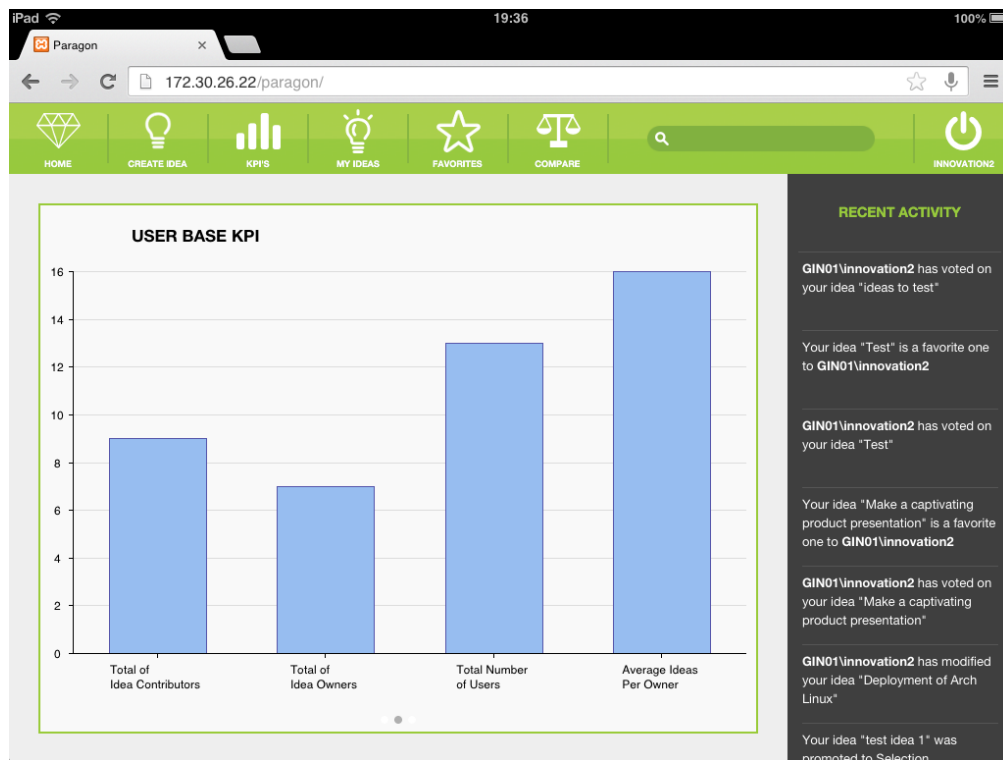 iPad 19:36 100%
Paragon
172.30.26.22/paragon/
HOME CREATE IDEA KPI'S MY IDEAS FAVORITES COMPARE INNOVATION2
USER BASE KPI
16
14
12
10
8
6
4
2
0
Total of
Idea Contributors
Total of
Idea Owners
Total Number
of Users
Average Ideas
Per Owner
RECENT ACTIVITY
GIN01\innovation2 has voted on
your idea "ideas to test"
Your idea "Test" is a favorite one
to GIN01\innovation2
GIN01\innovation2 has voted on
your idea "Test"
Your idea "Make a captivating
product presentation" is a favorite
one to GIN01\innovation2
GIN01\innovation2 has voted on
your idea "Make a captivating
product presentation"
GIN01\innovation2 has modified
your idea "Deployment of Arch
Linux"
Your idea "test idea 1" was
promoted to Selection